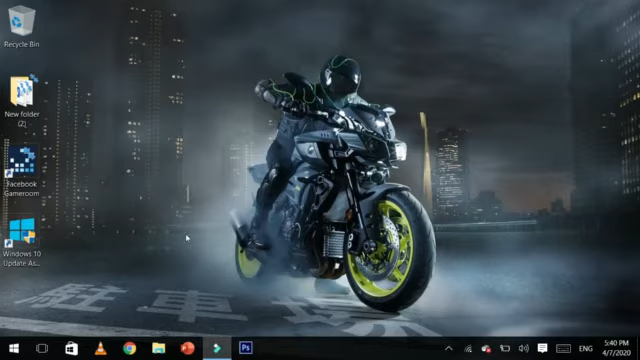 Recycle Bin
New folder
(2)
Facebook
Gameroom
Windows 10
Update As...
駐車場
Ps
ENG
5:40 PM
4/7/2020